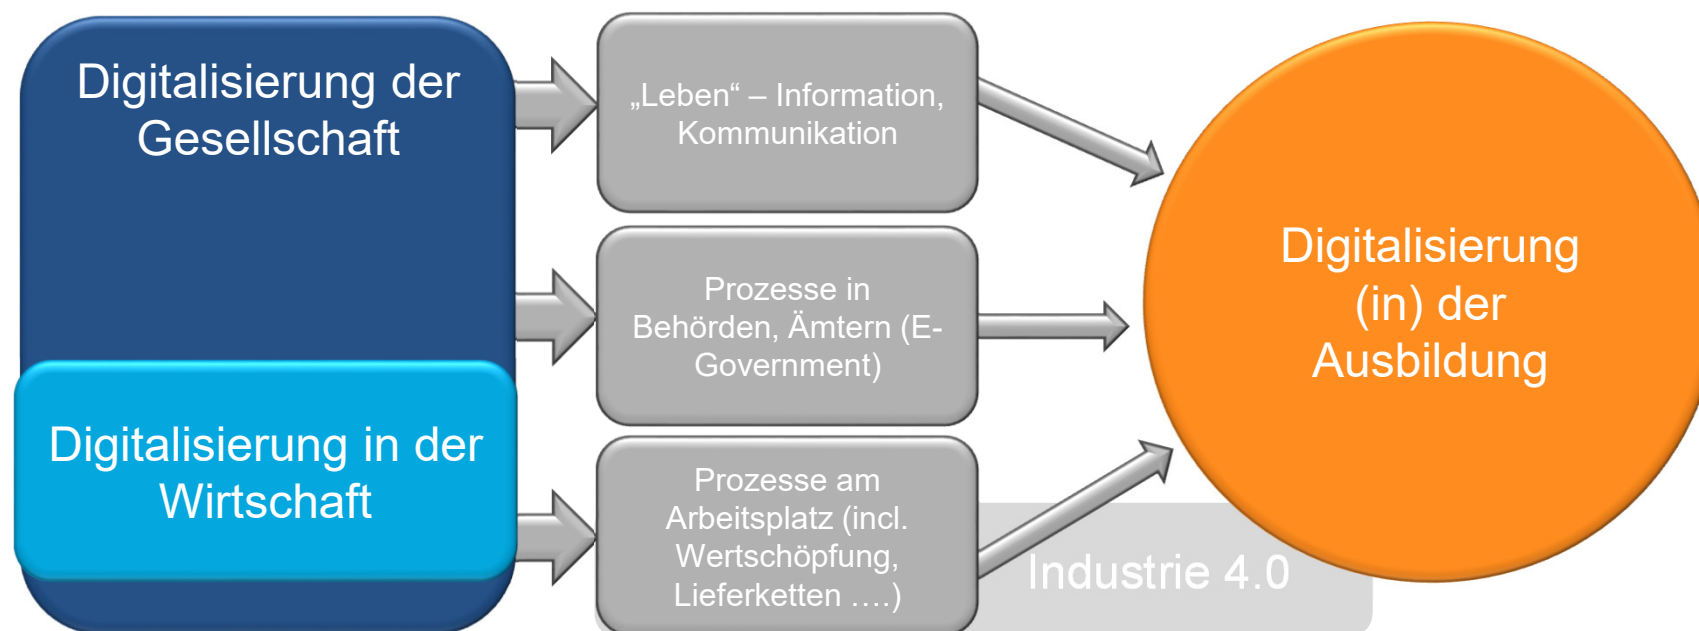 Digitalisierung der
Gesellschaft
Digitalisierung in der
Wirtschaft
„Leben“ – Information,
Kommunikation
Prozesse in
Behörden, Ämtern (E-
Government)
Prozesse am
Arbeitsplatz (incl.
Wertschöpfung,
Lieferketten ….)
Industrie 4.0
Digitalisierung
(in) der
Ausbildung